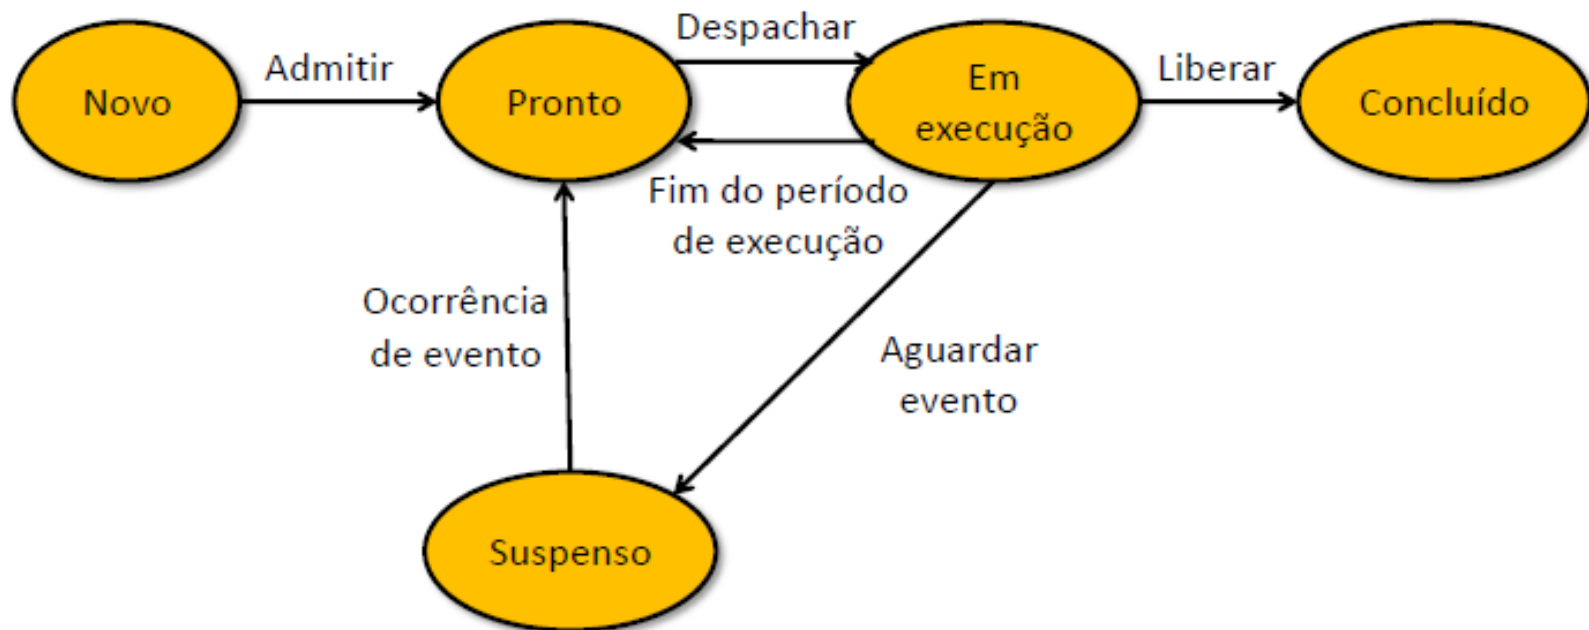 Novo
Admitir
Pronto
Despachar
Em
execução
Liberar
Concluído
Fim do período
de execução
Ocorrência
de evento
Aguardar
evento
Suspenso